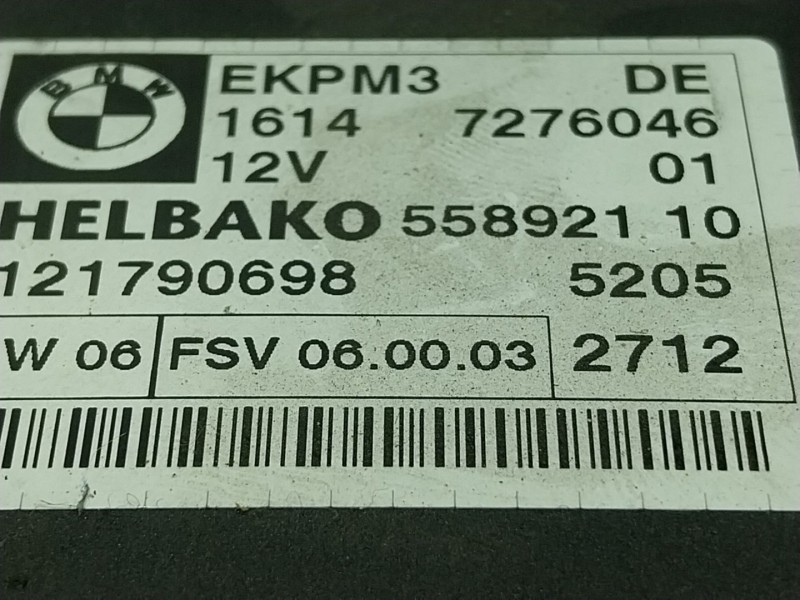 BMW
EKPM3 DE
1614 7276046
12V 01
HELBAKO 558921 10
121790698 5205
W 06 FSV 06.00.03 2712